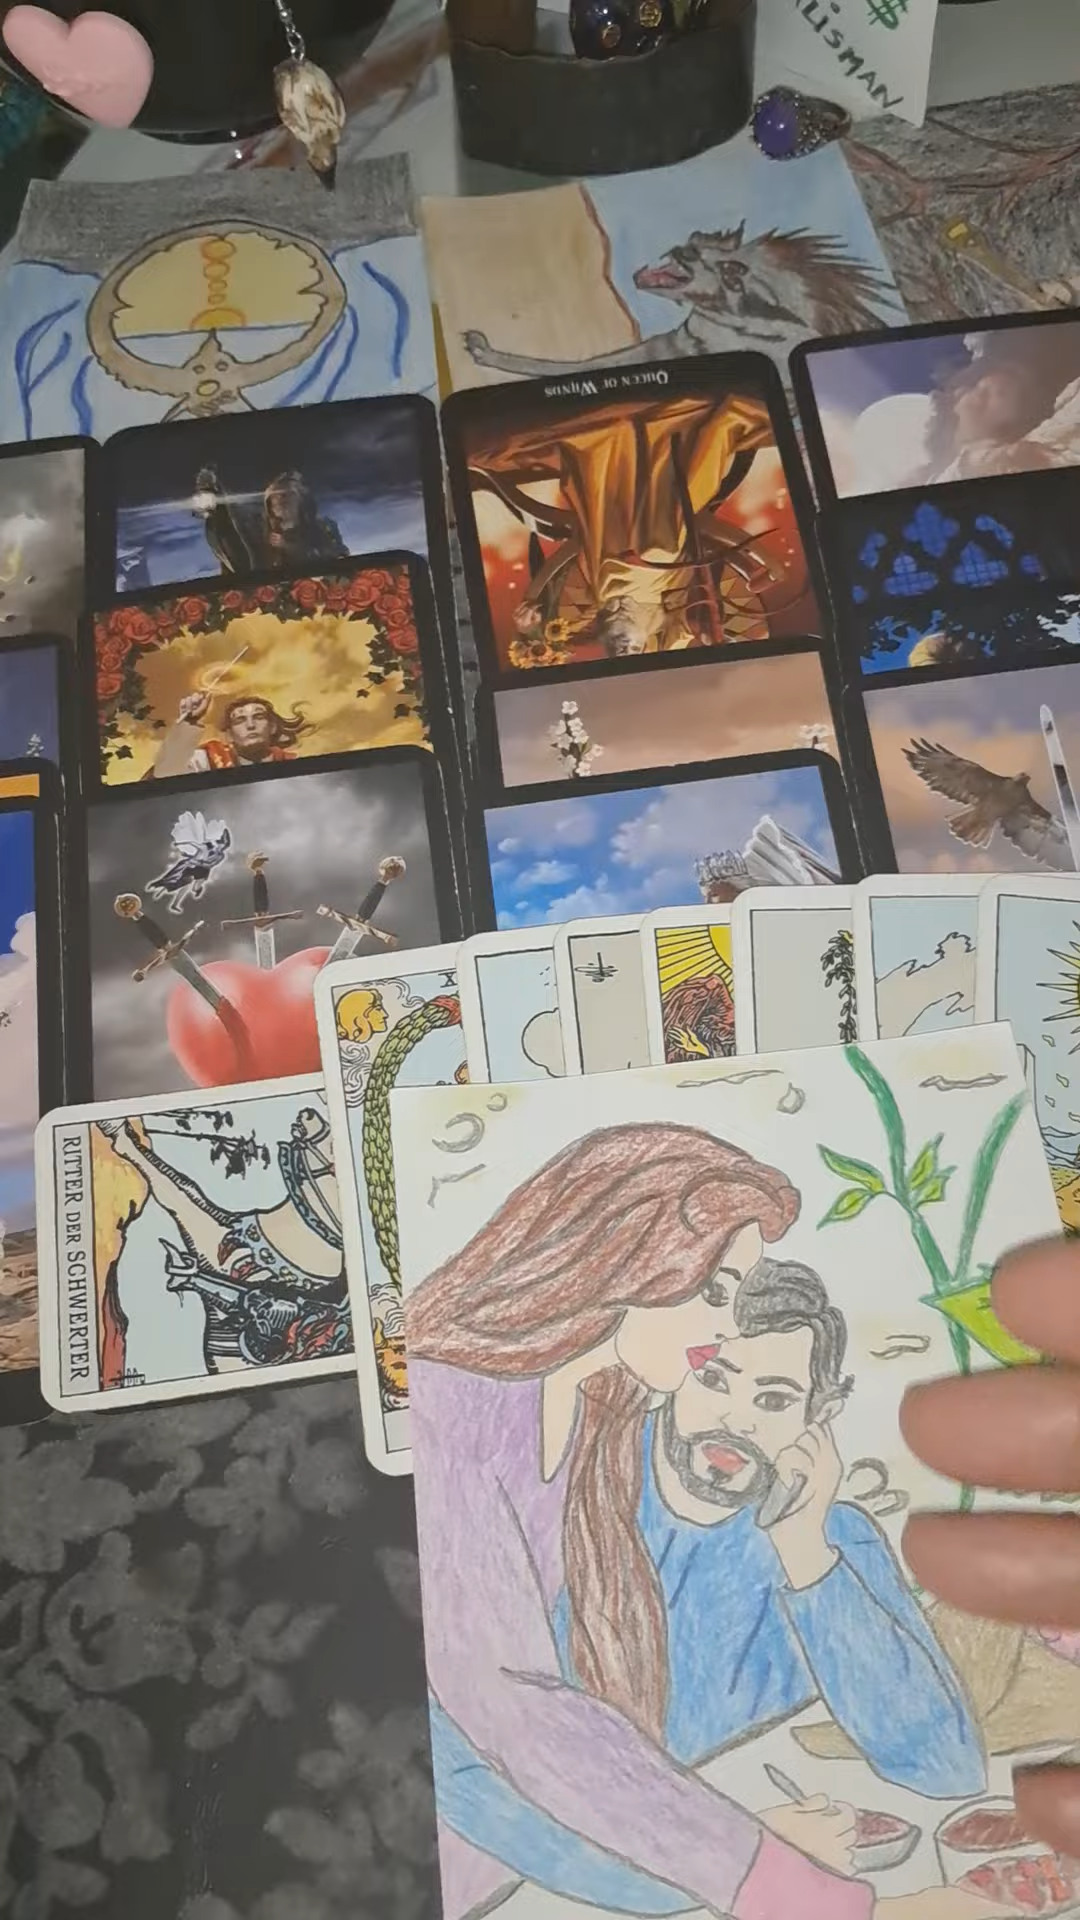 $
LISMAN
QUEEN OF WANDS
X
RITTER DER SCHWERTER